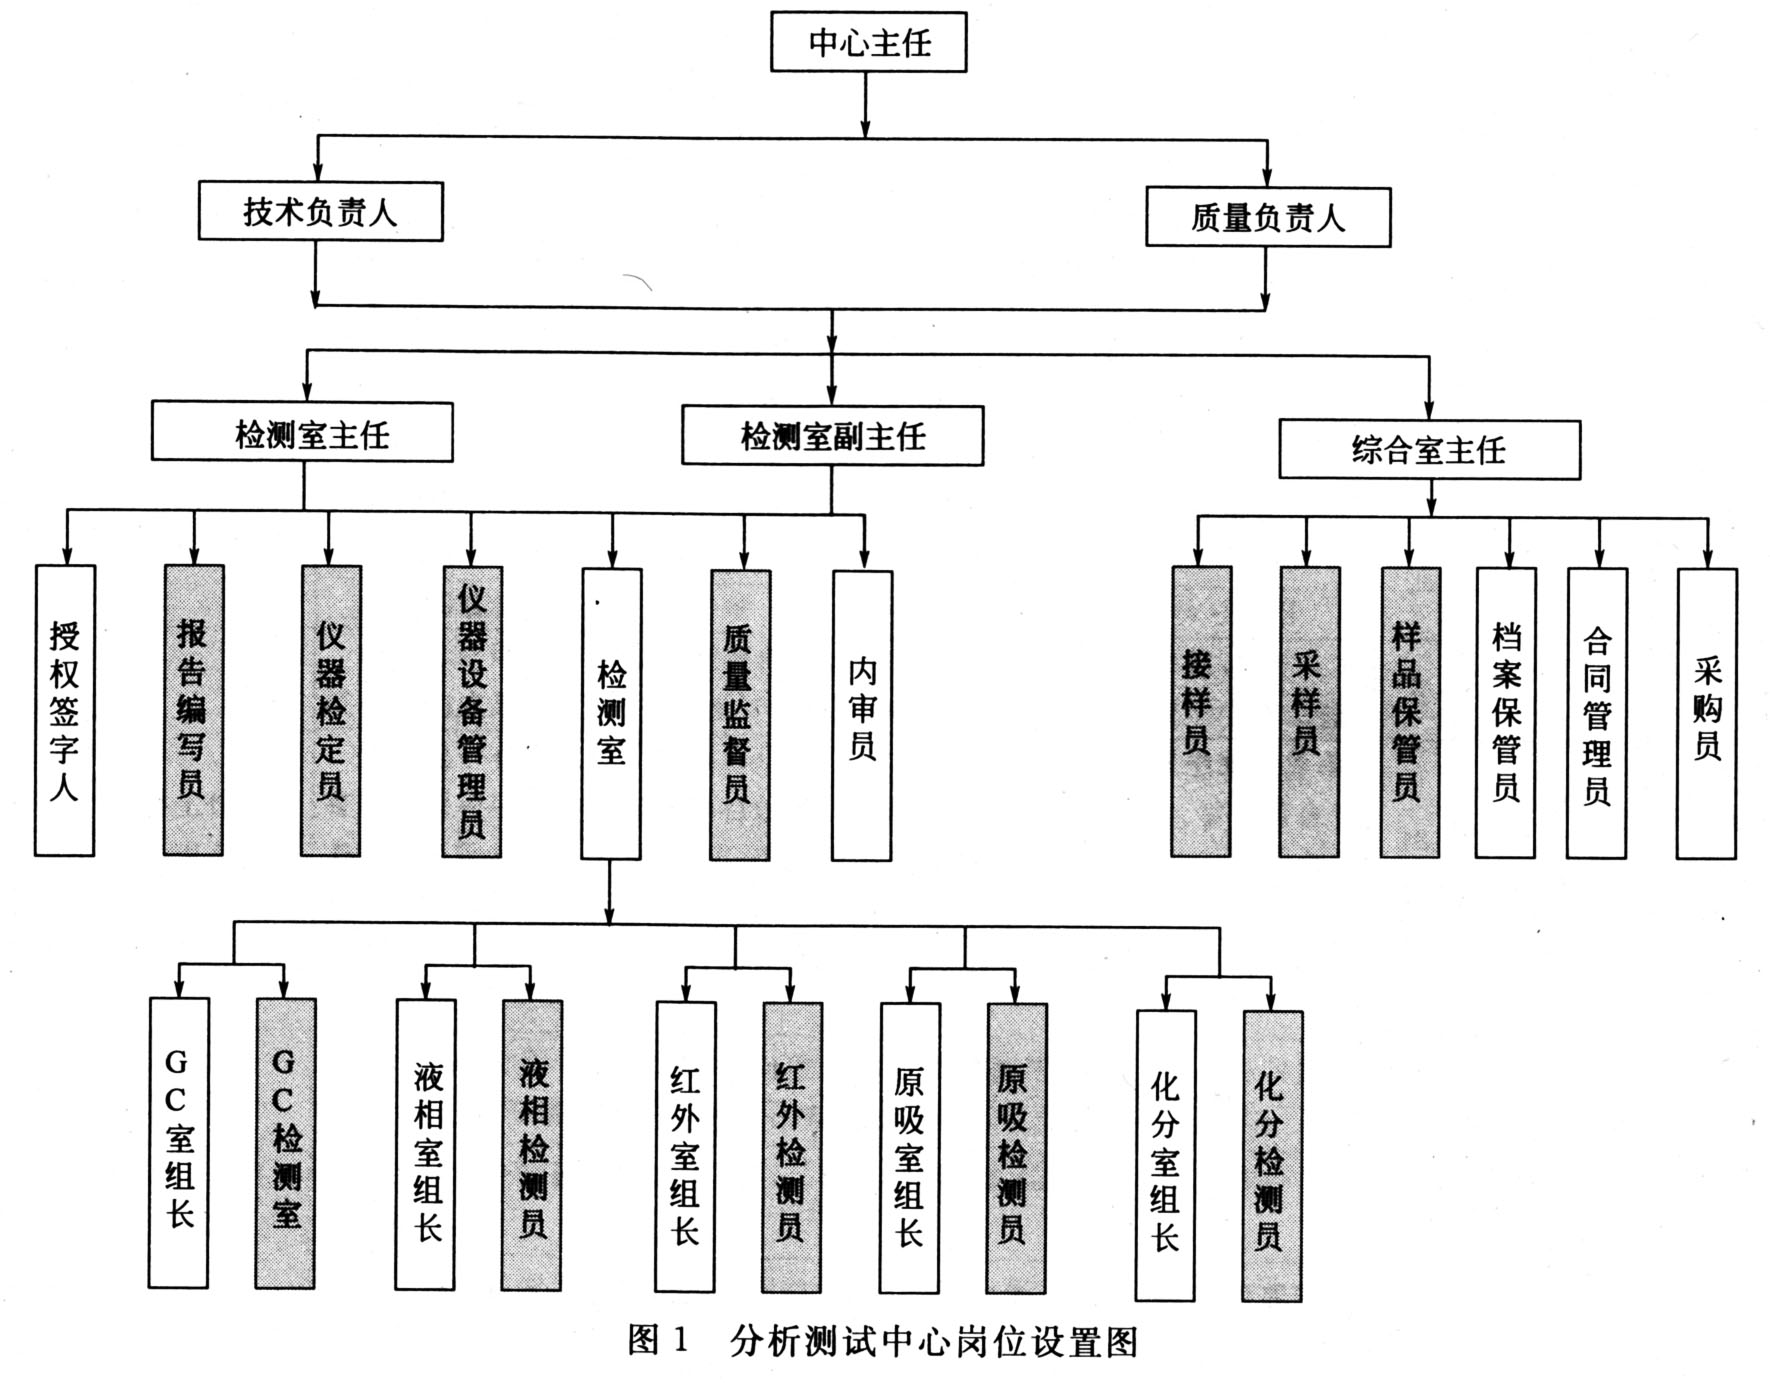 中心主任
技术负责人
质量负责人
检测室主任
检测室副主任
综合室主任
授权签字人
报告编写员
仪器检定员
仪器设备管理员
检测室
质量监督员
内审员
接样员
采样员
样品保管员
档案保管员
合同管理员
采购员
GC室组长
GC检测室
液相室组长
液相检测员
红外室组长
红外检测员
原吸室组长
原吸检测员
化分室组长
化分检测员
图1 分析测试中心岗位设置图